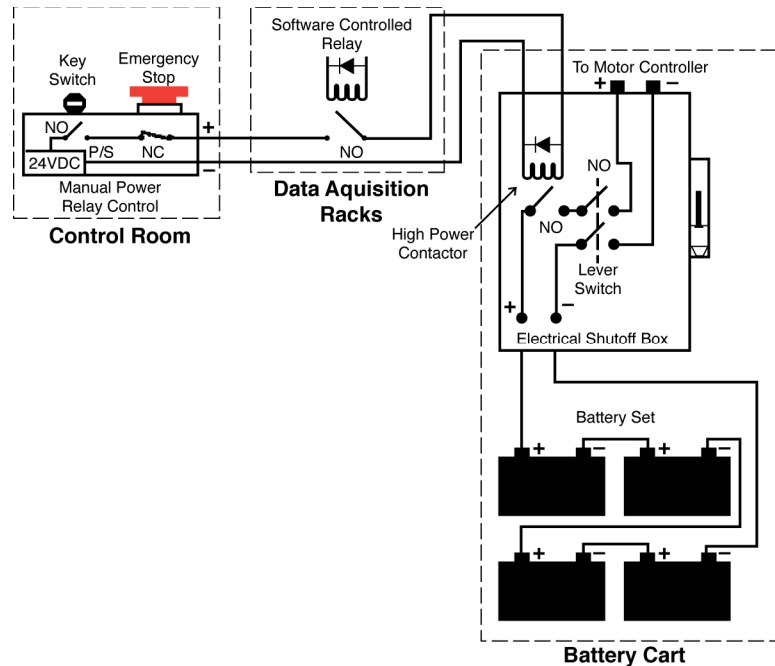 Key
Switch
Emergency
Stop
NO
P/S
NC
+
−
24VDC
Manual Power
Relay Control
Control Room
Software Controlled
Relay
NO
Data Aquisition
Racks
To Motor Controller
+
−
NO
NO
High Power
Contactor
Lever
Switch
+
−
Electrical Shutoff Box
Battery Set
+
−
+
−
+
−
+
−
Battery Cart